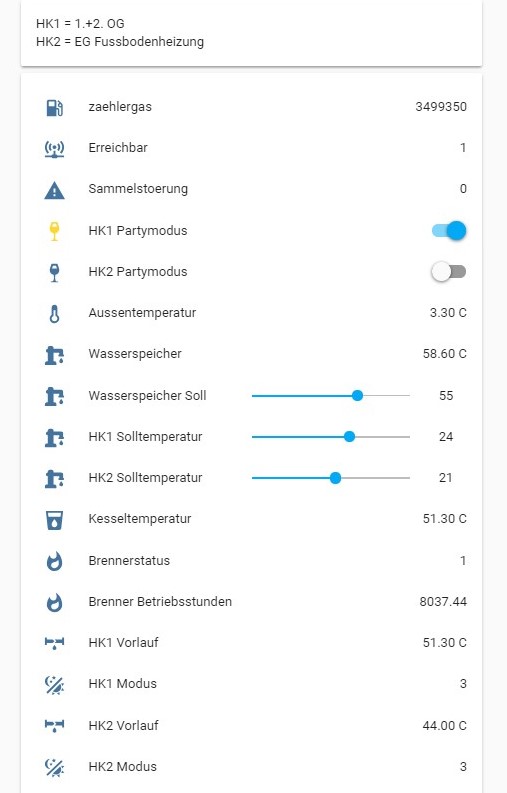 HK1 = 1.+2. OG
HK2 = EG Fussbodenheizung
zaehlergas 3499350
Erreichbar 1
Sammelstoerung 0
HK1 Partymodus
HK2 Partymodus
Aussentemperatur 3.30 C
Wasserspeicher 58.60 C
Wasserspeicher Soll 55
HK1 Solltemperatur 24
HK2 Solltemperatur 21
Kesseltemperatur 51.30 C
Brennerstatus 1
Brenner Betriebsstunden 8037.44
HK1 Vorlauf 51.30 C
HK1 Modus 3
HK2 Vorlauf 44.00 C
HK2 Modus 3